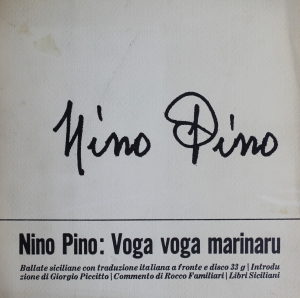 Nino Pino
Nino Pino: Voga voga marinaru
Ballate siciliane con traduzione italiana a fronte e disco 33 g | Introdu
zione di Giorgio Piccitto | Commento di Rocco Familiari | Libri Siciliani